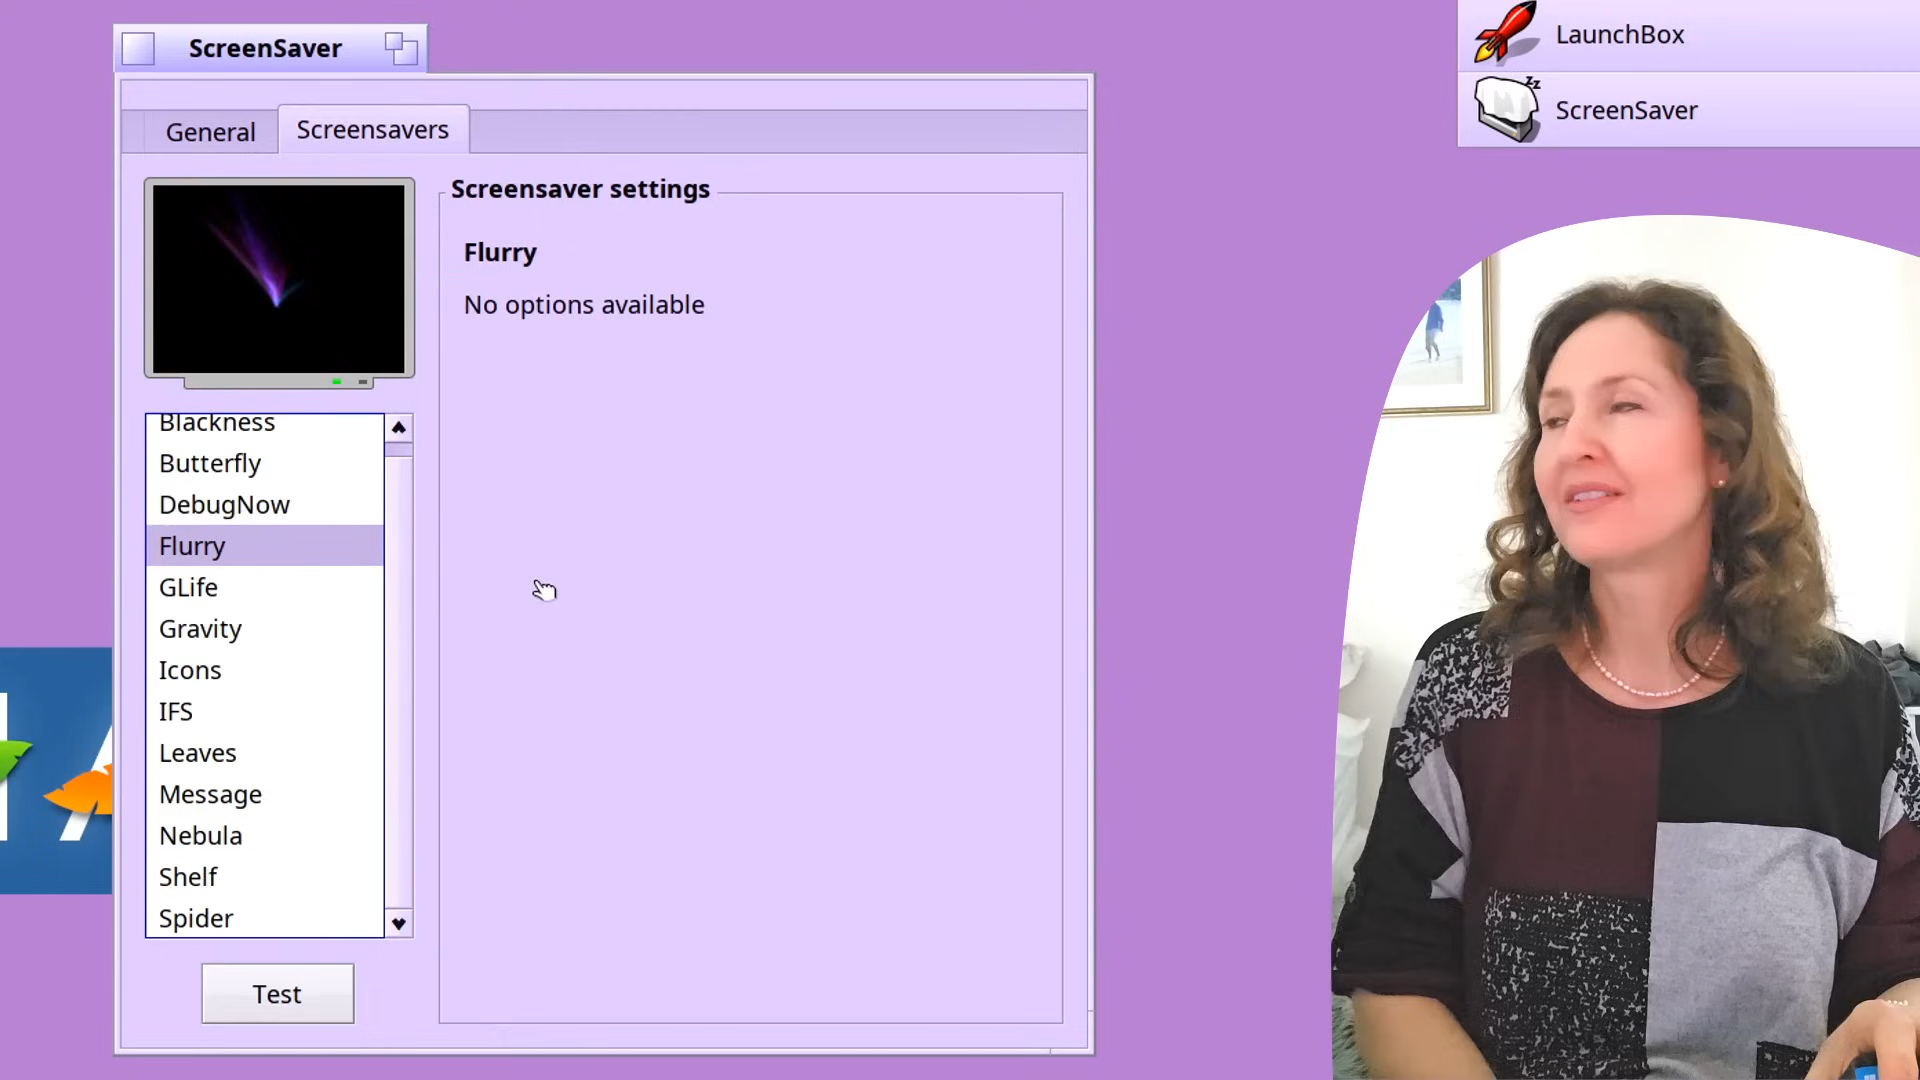 ScreenSaver
LaunchBox
ScreenSaver
General
Screensavers
Screensaver settings
Flurry
No options available
Blackness
Butterfly
DebugNow
Flurry
GLife
Gravity
Icons
IFS
Leaves
Message
Nebula
Shelf
Spider
Test